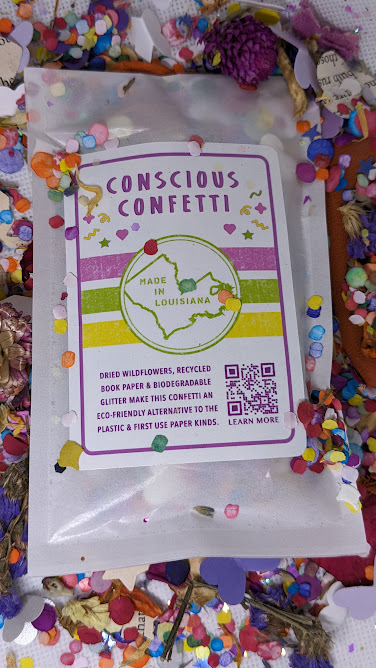 CONSCIOUS
CONFETTI
MADE
IN
LOUISIANA
DRIED WILDFLOWERS, RECYCLED
BOOK PAPER & BIODEGRADABLE
GLITTER MAKE THIS CONFETTI AN
ECO-FRIENDLY ALTERNATIVE TO THE
PLASTIC & FIRST USE PAPER KINDS.
LEARN MORE